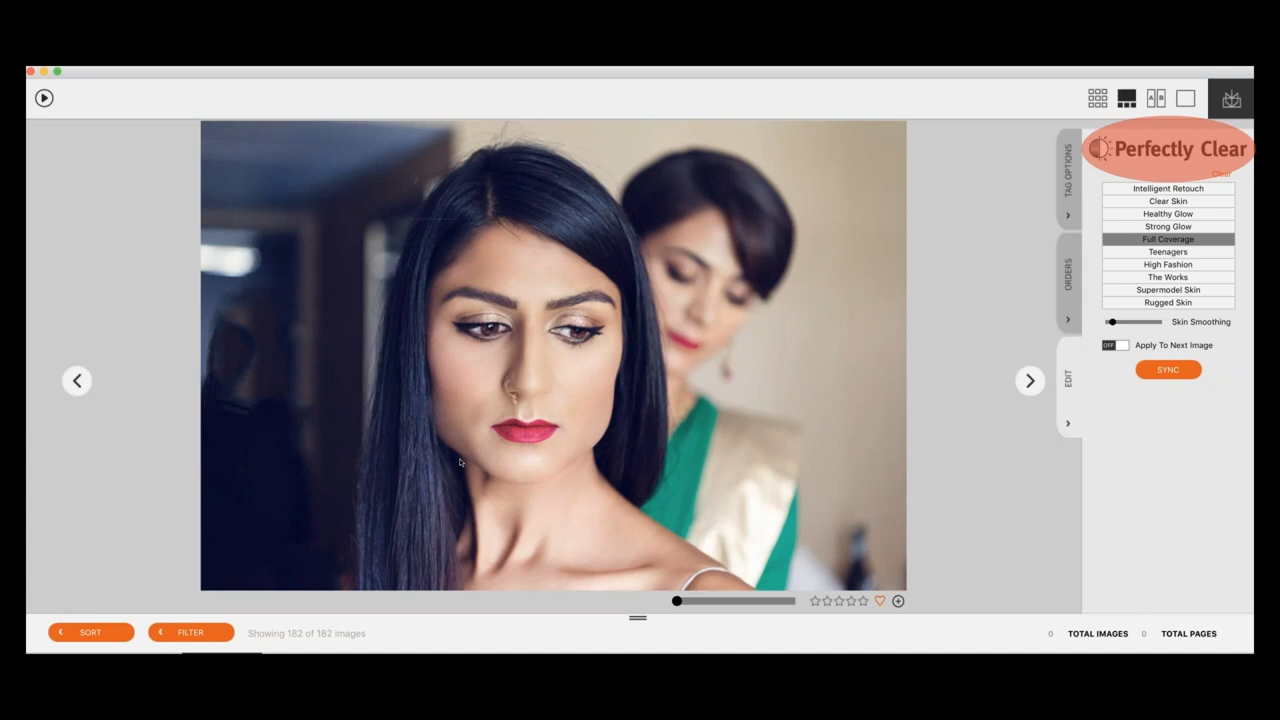 A B
TAG OPTIONS
ORDERS
EDIT
Perfectly Clear
Clear
Intelligent Retouch
Clear Skin
Healthy Glow
Strong Glow
Full Coverage
Teenagers
High Fashion
The Works
Supermodel Skin
Rugged Skin
Skin Smoothing
OFF Apply To Next Image
SYNC
SORT FILTER Showing 182 of 182 images 0 TOTAL IMAGES 0 TOTAL PAGES